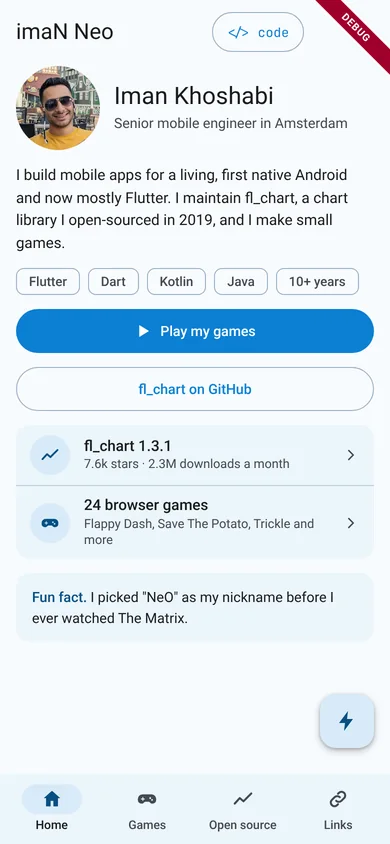 imaN Neo
</> code
DEBUG
Iman Khoshabi
Senior mobile engineer in Amsterdam
I build mobile apps for a living, first native Android
and now mostly Flutter. I maintain fl_chart, a chart
library I open-sourced in 2019, and I make small
games.
Flutter
Dart
Kotlin
Java
10+ years
Play my games
fl_chart on GitHub
fl_chart 1.3.1
7.6k stars · 2.3M downloads a month
24 browser games
Flappy Dash, Save The Potato, Trickle and
more
Fun fact. I picked "NeO" as my nickname before I
ever watched The Matrix.
Home
Games
Open source
Links